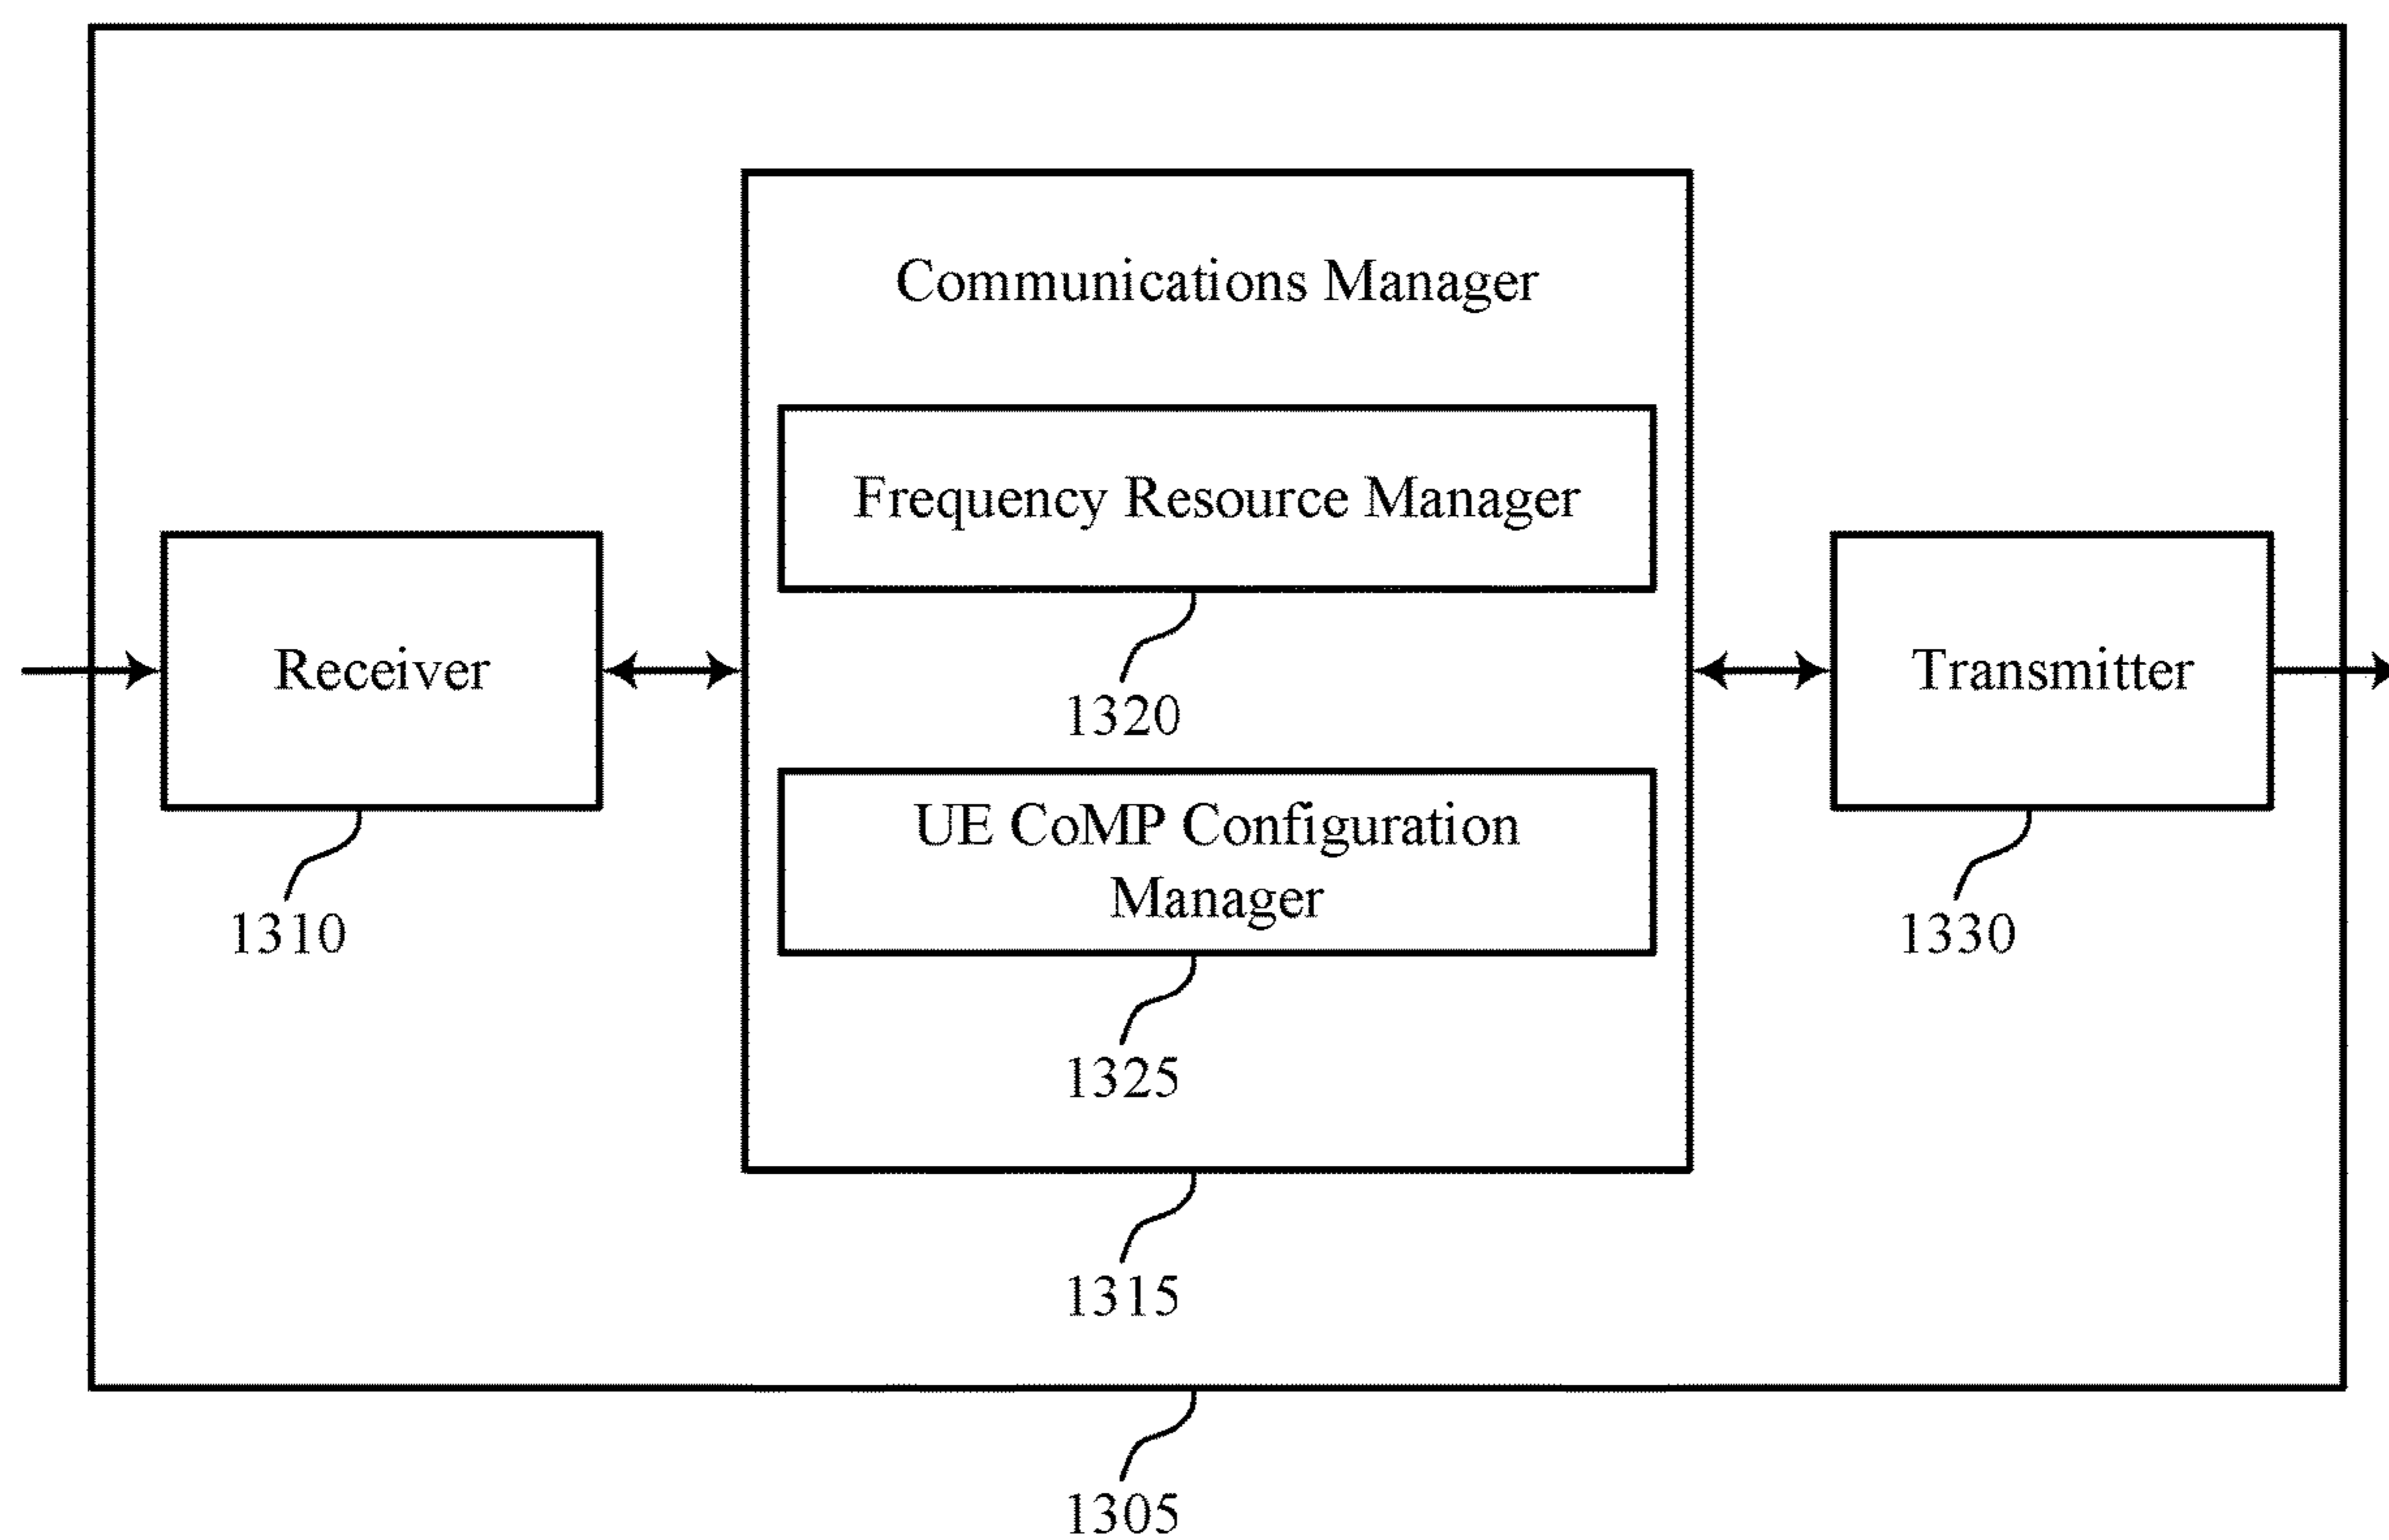 Communications Manager
Frequency Resource Manager
Receiver
Transmitter
1320
UE CoMP Configuration
Manager
1310
1330
1325
1315
1305